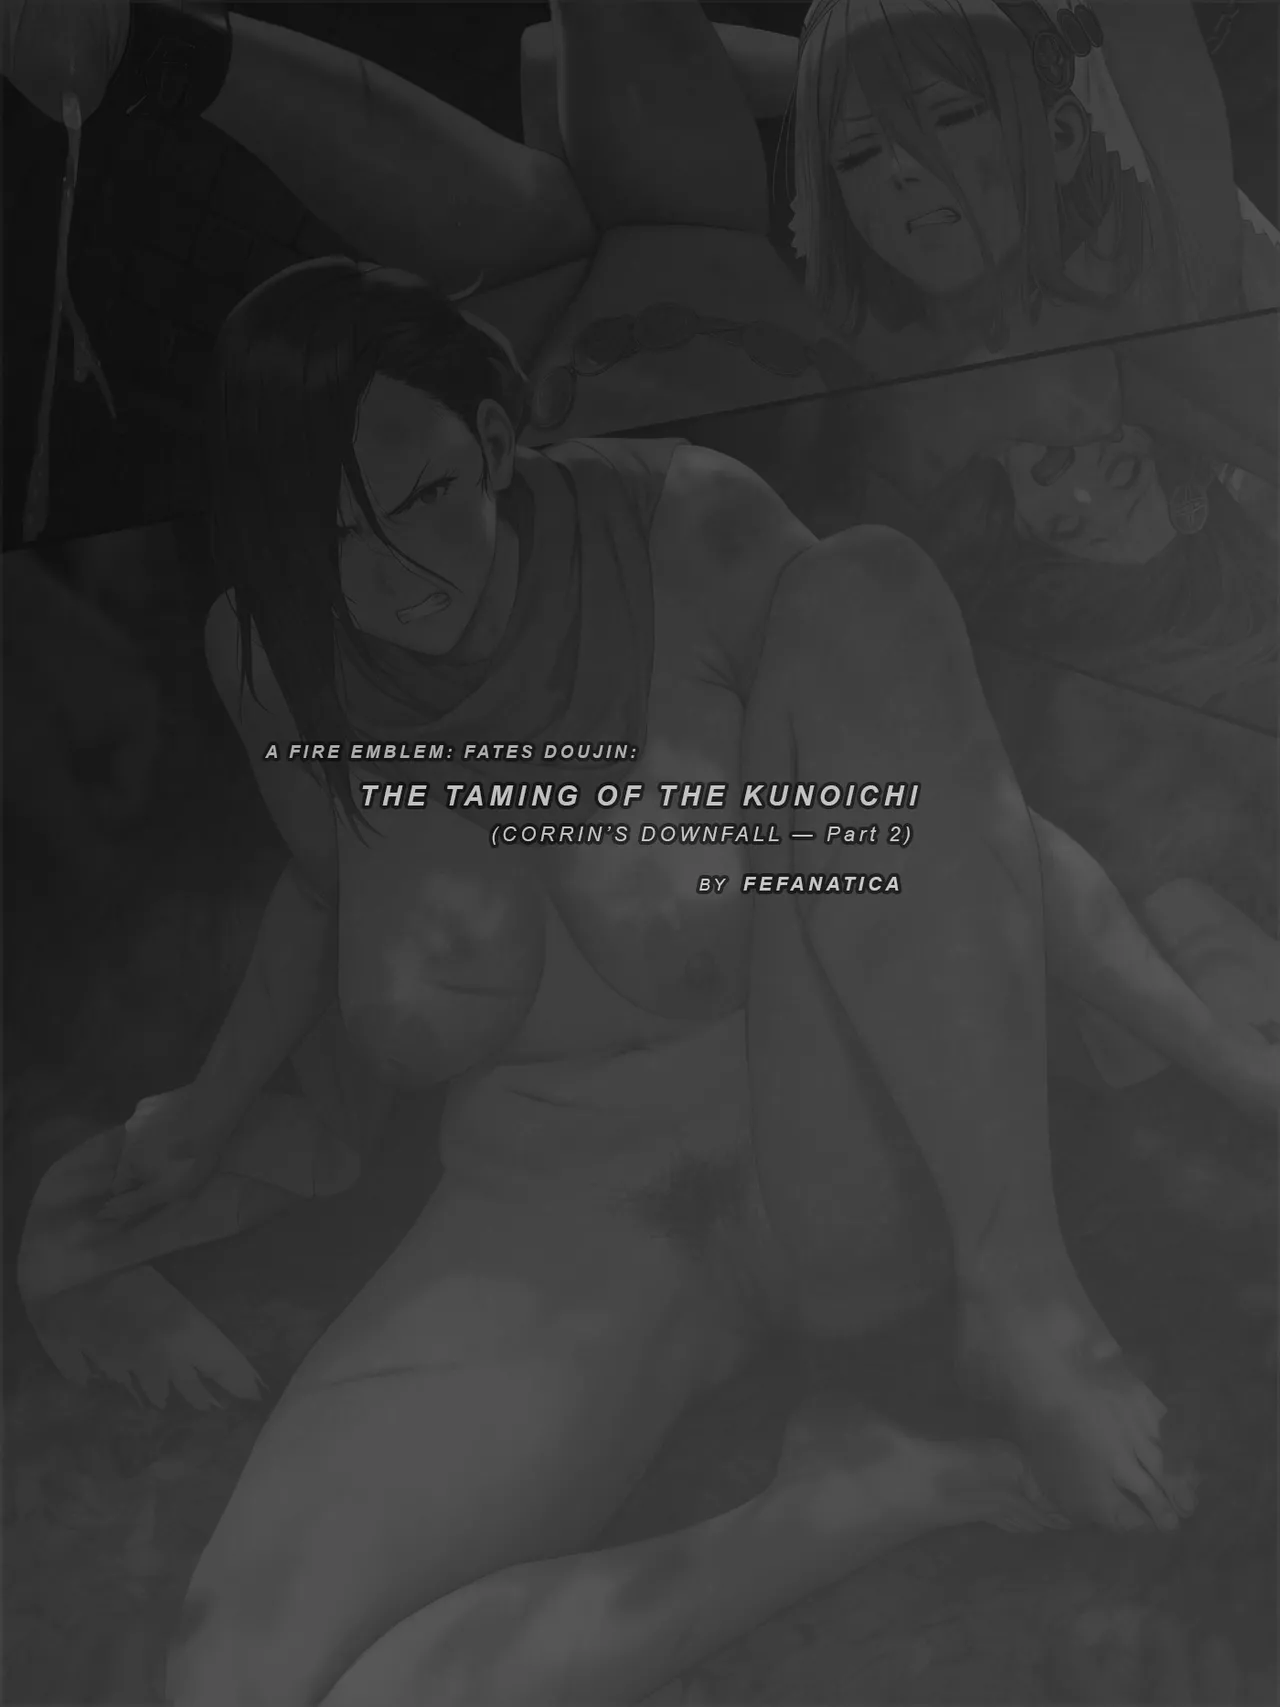 A FIRE EMBLEM: FATES DOUJIN:
THE TAMING OF THE KUNOICHI
(CORRIN’S DOWNFALL — Part 2)
BY FEFANATICA